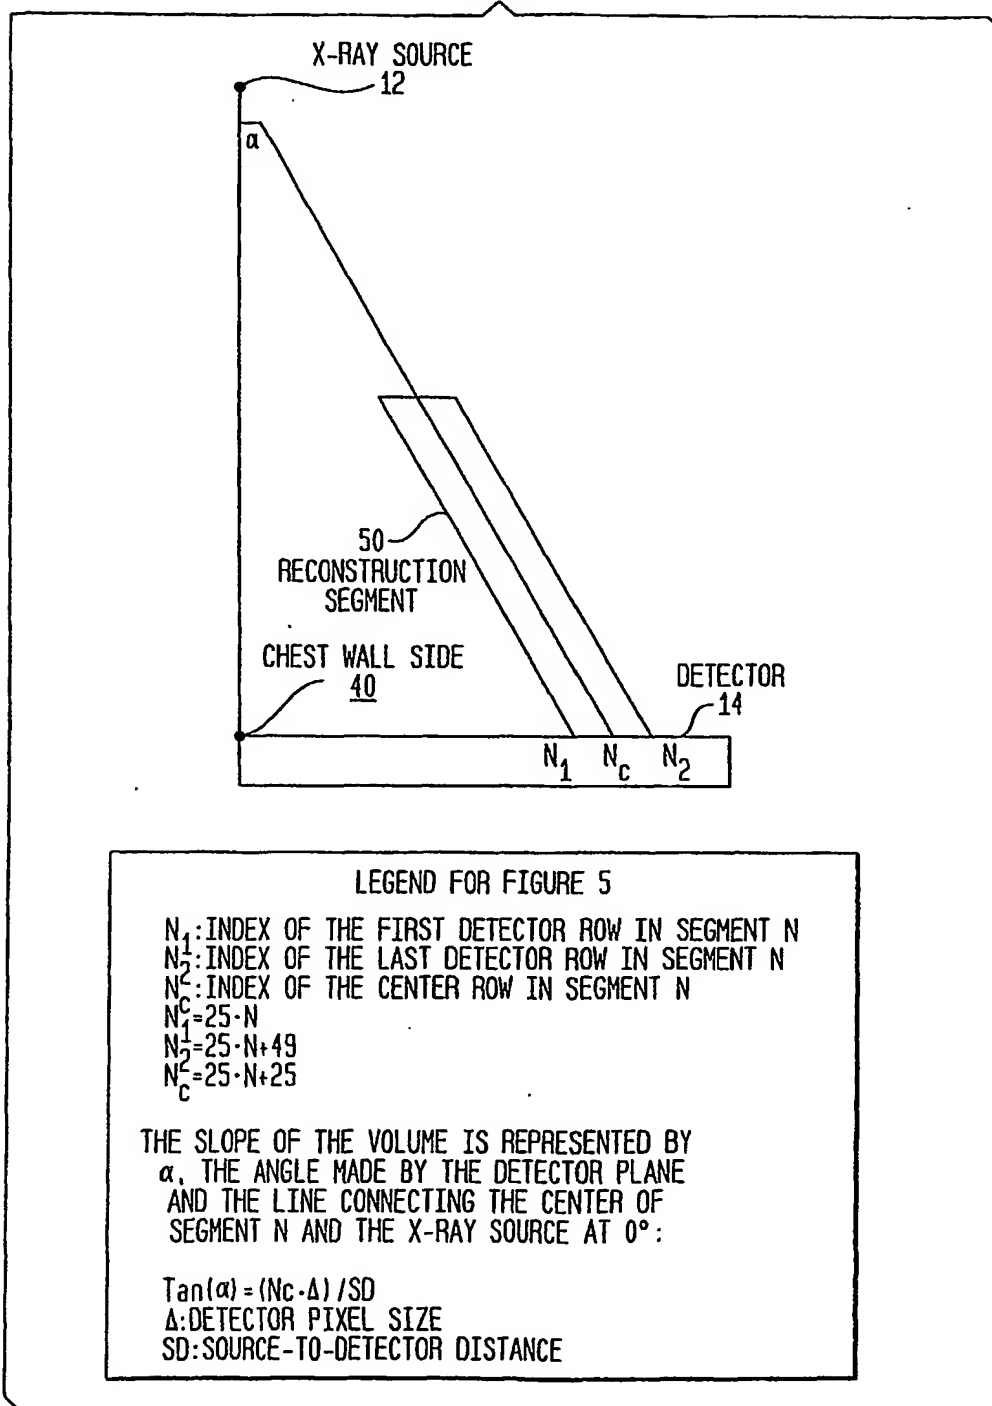 X-RAY SOURCE
12
α
50
RECONSTRUCTION
SEGMENT
CHEST WALL SIDE
40
DETECTOR
14
N₁ N_c N₂
LEGEND FOR FIGURE 5
N₁:INDEX OF THE FIRST DETECTOR ROW IN SEGMENT N
N₂:INDEX OF THE LAST DETECTOR ROW IN SEGMENT N
N_c:INDEX OF THE CENTER ROW IN SEGMENT N
N₁=25·N
N₂=25·N+49
N_c=25·N+25
THE SLOPE OF THE VOLUME IS REPRESENTED BY
α, THE ANGLE MADE BY THE DETECTOR PLANE
AND THE LINE CONNECTING THE CENTER OF
SEGMENT N AND THE X-RAY SOURCE AT 0°:
Tan(α)=(Nc·Δ)/SD
Δ:DETECTOR PIXEL SIZE
SD:SOURCE-TO-DETECTOR DISTANCE